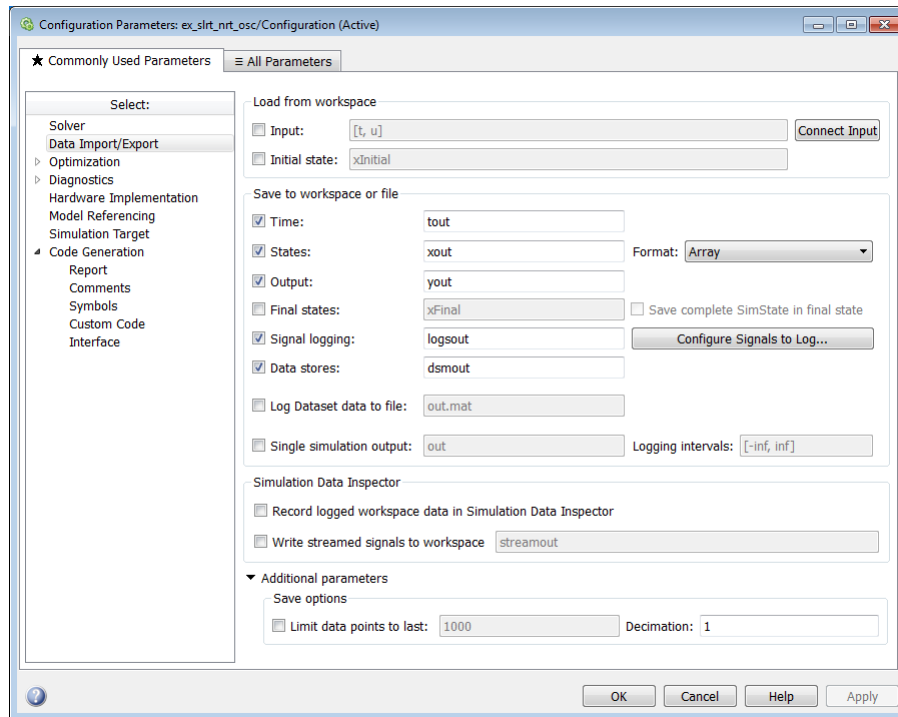 Configuration Parameters: ex_slrt_nrt_osc/Configuration (Active)
★ Commonly Used Parameters
≡ All Parameters
Select:
Solver
Data Import/Export
Optimization
Diagnostics
Hardware Implementation
Model Referencing
Simulation Target
Code Generation
Report
Comments
Symbols
Custom Code
Interface
Load from workspace
Input: [t, u] Connect Input
Initial state: xInitial
Save to workspace or file
Time: tout
States: xout Format: Array
Output: yout
Final states: xFinal Save complete SimState in final state
Signal logging: logsout Configure Signals to Log...
Data stores: dsmout
Log Dataset data to file: out.mat
Single simulation output: out Logging intervals: [-inf, inf]
Simulation Data Inspector
Record logged workspace data in Simulation Data Inspector
Write streamed signals to workspace streamout
Additional parameters
Save options
Limit data points to last: 1000 Decimation: 1
OK Cancel Help Apply